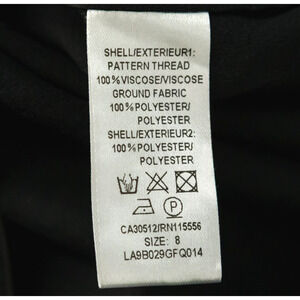 SHELL/EXTERIEUR1:
PATTERN THREAD
100%VISCOSE/VISCOSE
GROUND FABRIC
100%POLYESTER/
POLYESTER
SHELL/EXTERIEUR2:
100%POLYESTER/
POLYESTER
P
CA30512/RN115556
SIZE: 8
LA9B029GFQ014